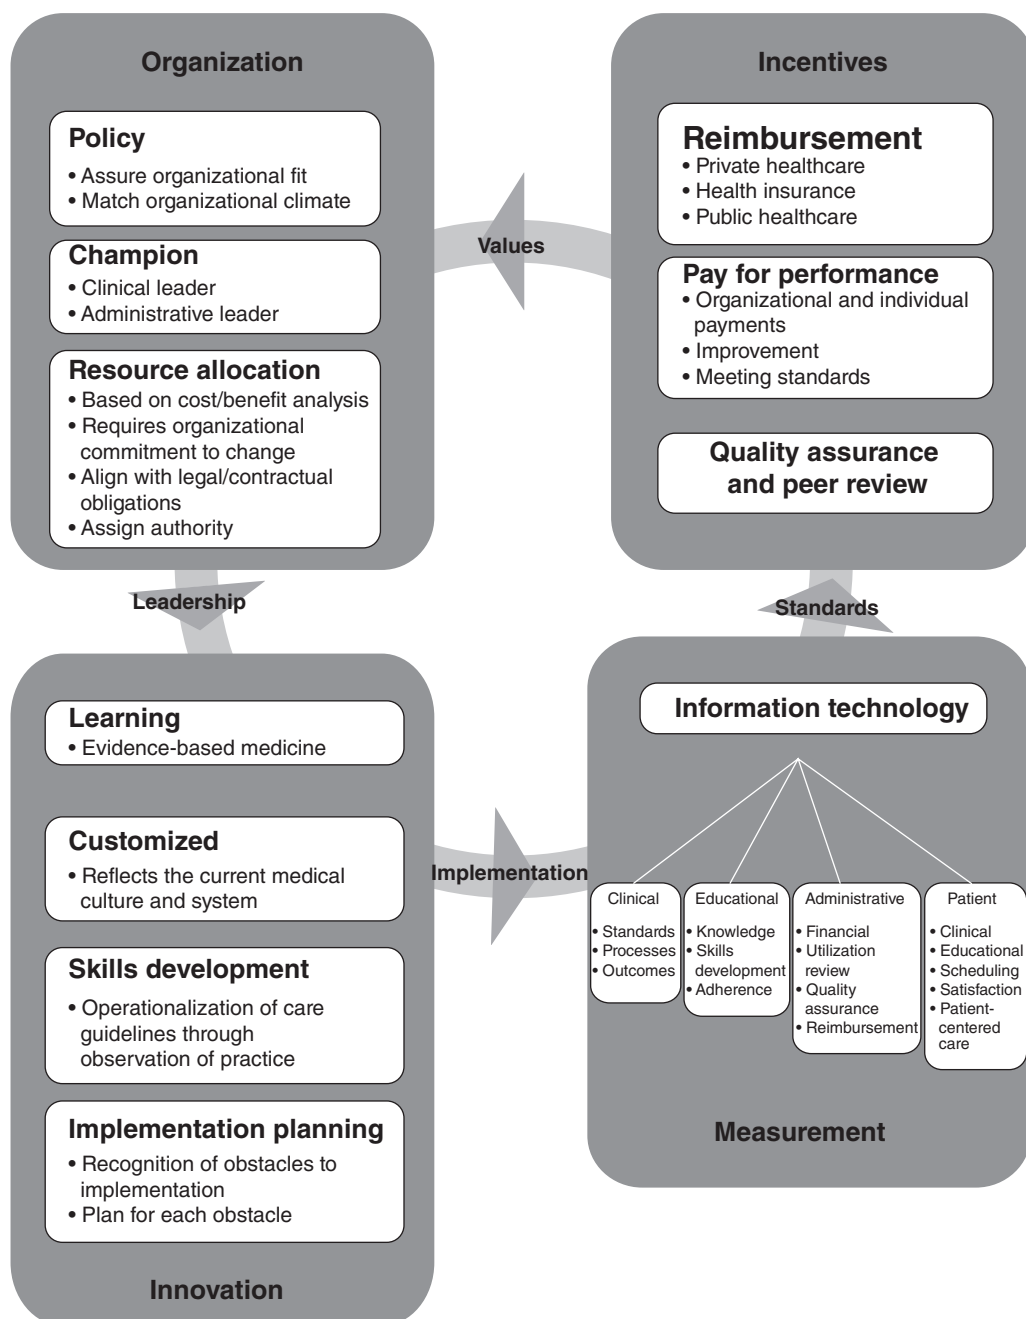 Organization
Policy
• Assure organizational fit
• Match organizational climate
Champion
• Clinical leader
• Administrative leader
Resource allocation
• Based on cost/benefit analysis
• Requires organizational
commitment to change
• Align with legal/contractual
obligations
• Assign authority
Values
Incentives
Reimbursement
• Private healthcare
• Health insurance
• Public healthcare
Pay for performance
• Organizational and individual
payments
• Improvement
• Meeting standards
Quality assurance
and peer review
Leadership
Standards
Learning
• Evidence-based medicine
Customized
• Reflects the current medical
culture and system
Skills development
• Operationalization of care
guidelines through
observation of practice
Implementation planning
• Recognition of obstacles to
implementation
• Plan for each obstacle
Innovation
Implementation
Information technology
Clinical
• Standards
• Processes
• Outcomes
Educational
• Knowledge
• Skills
development
• Adherence
Administrative
• Financial
• Utilization
review
• Quality
assurance
• Reimbursement
Patient
• Clinical
• Educational
• Scheduling
• Satisfaction
• Patient-
centered
care
Measurement